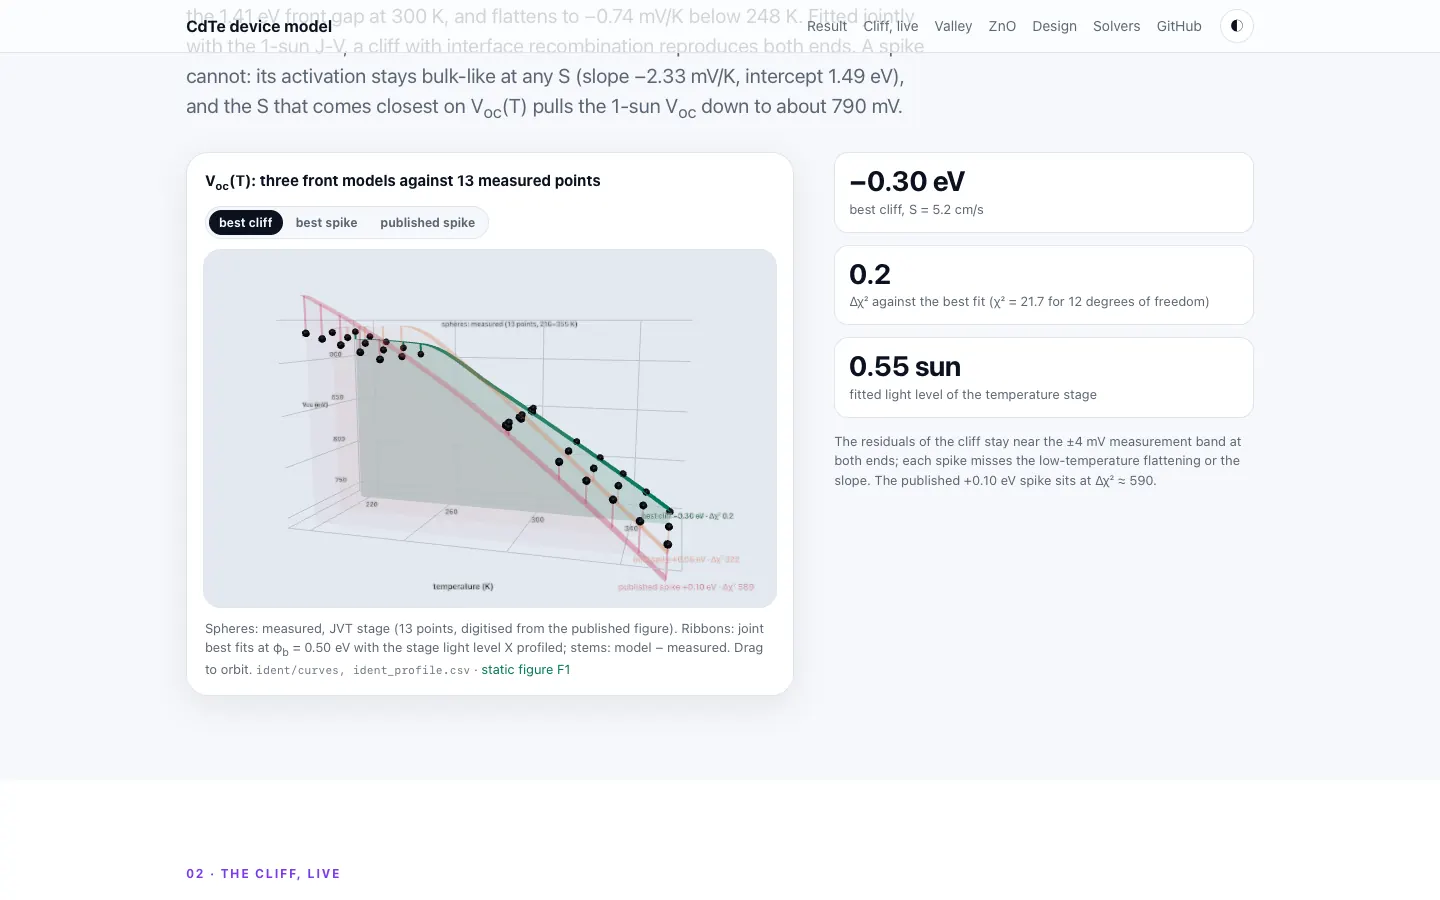 CdTe device model
Result Cliff, live Valley ZnO Design Solvers GitHub
the 1.41 eV front gap at 300 K, and flattens to −0.74 mV/K below 248 K. Fitted jointly
with the 1-sun J-V, a cliff with interface recombination reproduces both ends. A spike
cannot: its activation stays bulk-like at any S (slope −2.33 mV/K, intercept 1.49 eV),
and the S that comes closest on Voc(T) pulls the 1-sun Voc down to about 790 mV.
Voc(T): three front models against 13 measured points
best cliff best spike published spike
spheres: measured (13 points, 216–355 K)
Voc (mV)
850
800
750
220
260
300
340
best cliff −0.30 eV · Δχ² 0.2
published spike +0.10 eV · Δχ² 589
temperature (K)
Spheres: measured, JVT stage (13 points, digitised from the published figure). Ribbons: joint
best fits at ϕb = 0.50 eV with the stage light level X profiled; stems: model − measured. Drag
to orbit. ident/curves, ident_profile.csv · static figure F1
−0.30 eV
best cliff, S = 5.2 cm/s
0.2
Δχ² against the best fit (χ² = 21.7 for 12 degrees of freedom)
0.55 sun
fitted light level of the temperature stage
The residuals of the cliff stay near the ±4 mV measurement band at
both ends; each spike misses the low-temperature flattening or the
slope. The published +0.10 eV spike sits at Δχ² ≈ 590.
02 · THE CLIFF, LIVE